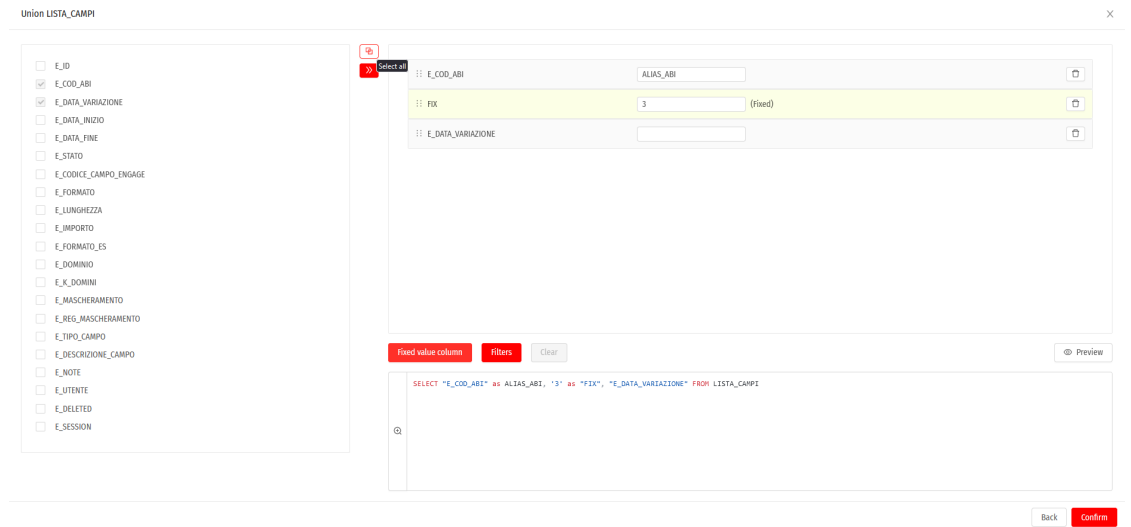 Union LISTA_CAMPI
E_ID
E_COD_ABI
E_DATA_VARIAZIONE
E_DATA_INIZIO
E_DATA_FINE
E_STATO
E_CODICE_CAMPO_ENGAGE
E_FORMATO
E_LUNGHEZZA
E_IMPORTO
E_FORMATO_ES
E_DOMINIO
E_K_DOMINI
E_MASCHERAMENTO
E_REG_MASCHERAMENTO
E_TIPO_CAMPO
E_DESCRIZIONE_CAMPO
E_NOTE
E_UTENTE
E_DELETED
E_SESSION
Select all
E_COD_ABI ALIAS_ABI
FIX 3 (Fixed)
E_DATA_VARIAZIONE
Fixed value column Filters Clear Preview
SELECT "E_COD_ABI" as ALIAS_ABI, '3' as "FIX", "E_DATA_VARIAZIONE" FROM LISTA_CAMPI
Back Confirm